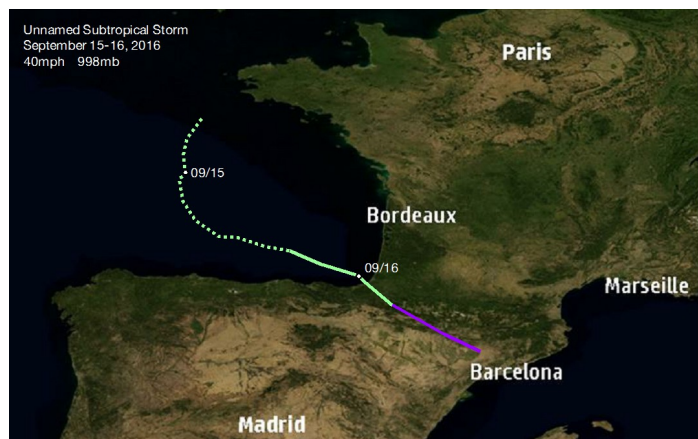 Unnamed Subtropical Storm
September 15-16, 2016
40mph 998mb
Paris
09/15
Bordeaux
09/16
Marseille
Barcelona
Madrid